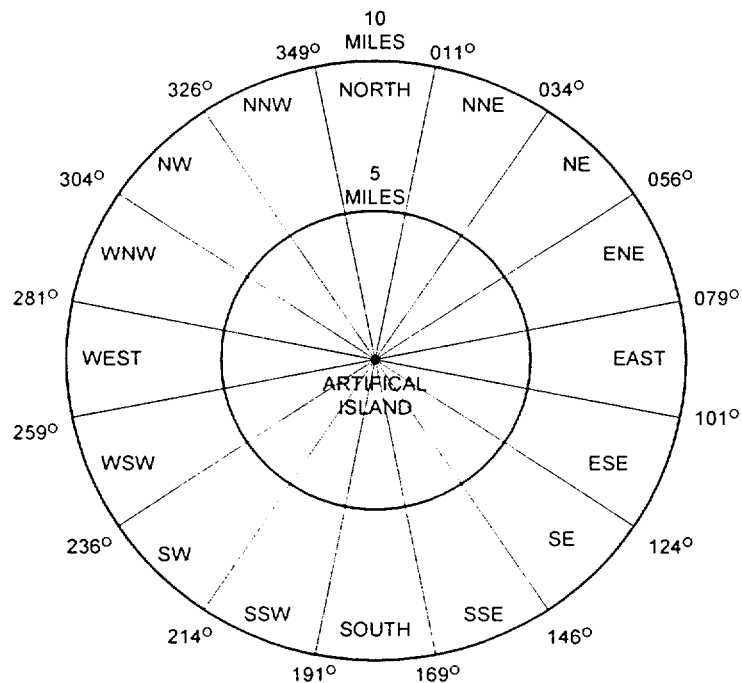 10
MILES
349° 011°
326° NNW NORTH NNE 034°
NW NE
304° 056°
5
MILES
WNW ENE
281° 079°
WEST EAST
ARTIFICAL
ISLAND
259° 101°
WSW ESE
236° 124°
SW SE
SSW SSE
214° SOUTH 146°
191° 169°